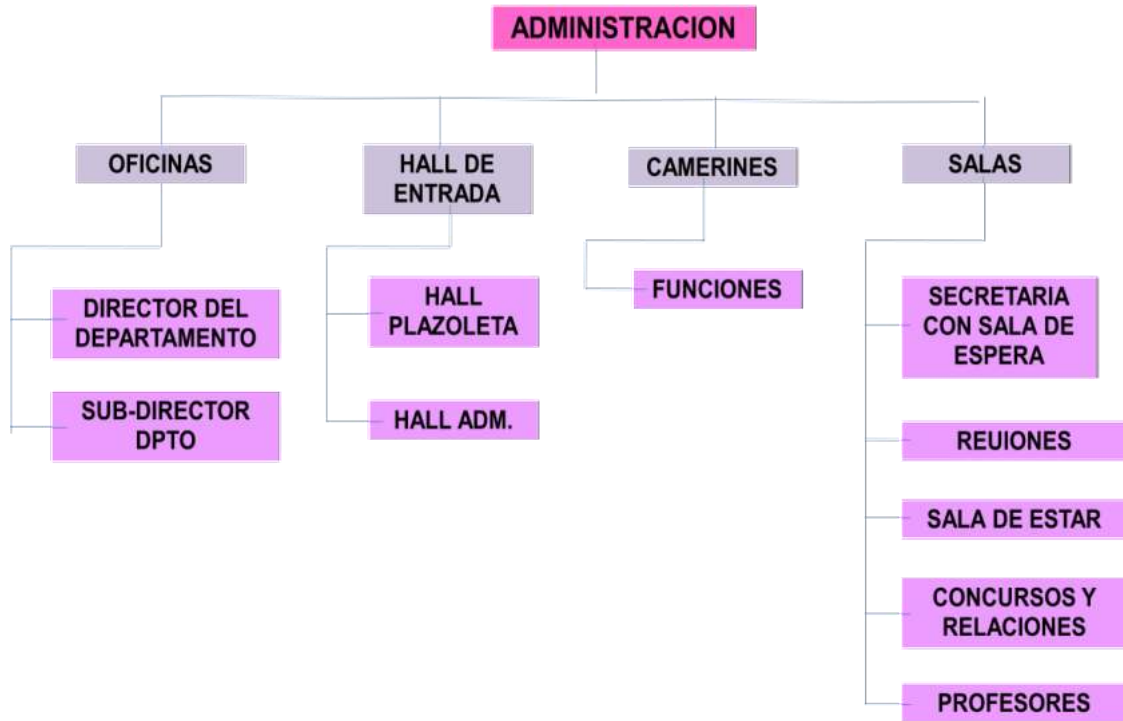 ADMINISTRACION
OFICINAS
HALL DE
ENTRADA
CAMERINES
SALAS
DIRECTOR DEL
DEPARTAMENTO
SUB-DIRECTOR
DPTO
HALL
PLAZOLETA
HALL ADM.
FUNCIONES
SECRETARIA
CON SALA DE
ESPERA
REUIONES
SALA DE ESTAR
CONCURSOS Y
RELACIONES
PROFESORES